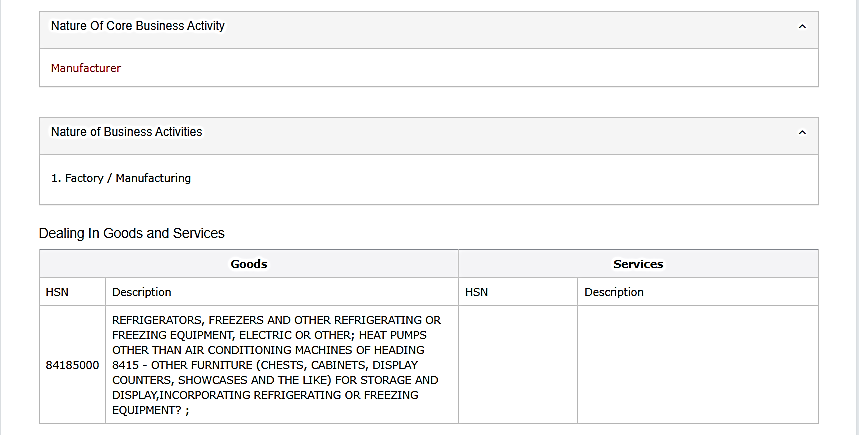 Nature Of Core Business Activity
Manufacturer
Nature of Business Activities
1. Factory / Manufacturing
Dealing In Goods and Services
Goods Services
HSN Description HSN Description
REFRIGERATORS, FREEZERS AND OTHER REFRIGERATING OR
FREEZING EQUIPMENT, ELECTRIC OR OTHER; HEAT PUMPS
OTHER THAN AIR CONDITIONING MACHINES OF HEADING
84185000 8415 - OTHER FURNITURE (CHESTS, CABINETS, DISPLAY
COUNTERS, SHOWCASES AND THE LIKE) FOR STORAGE AND
DISPLAY,INCORPORATING REFRIGERATING OR FREEZING
EQUIPMENT? ;